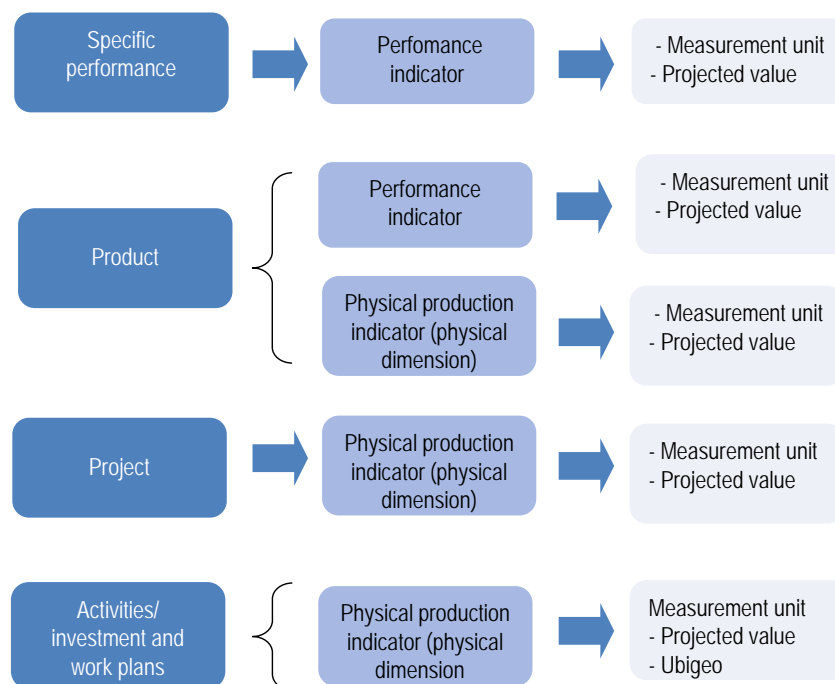 Specific
performance
Perfomance
indicator
- Measurement unit
- Projected value
Product
Performance
indicator
- Measurement unit
- Projected value
Physical production
indicator (physical
dimension)
- Measurement unit
- Projected value
Project
Physical production
indicator (physical
dimension)
- Measurement unit
- Projected value
Activities/
investment and
work plans
Physical production
indicator (physical
dimension
Measurement unit
- Projected value
- Ubigeo